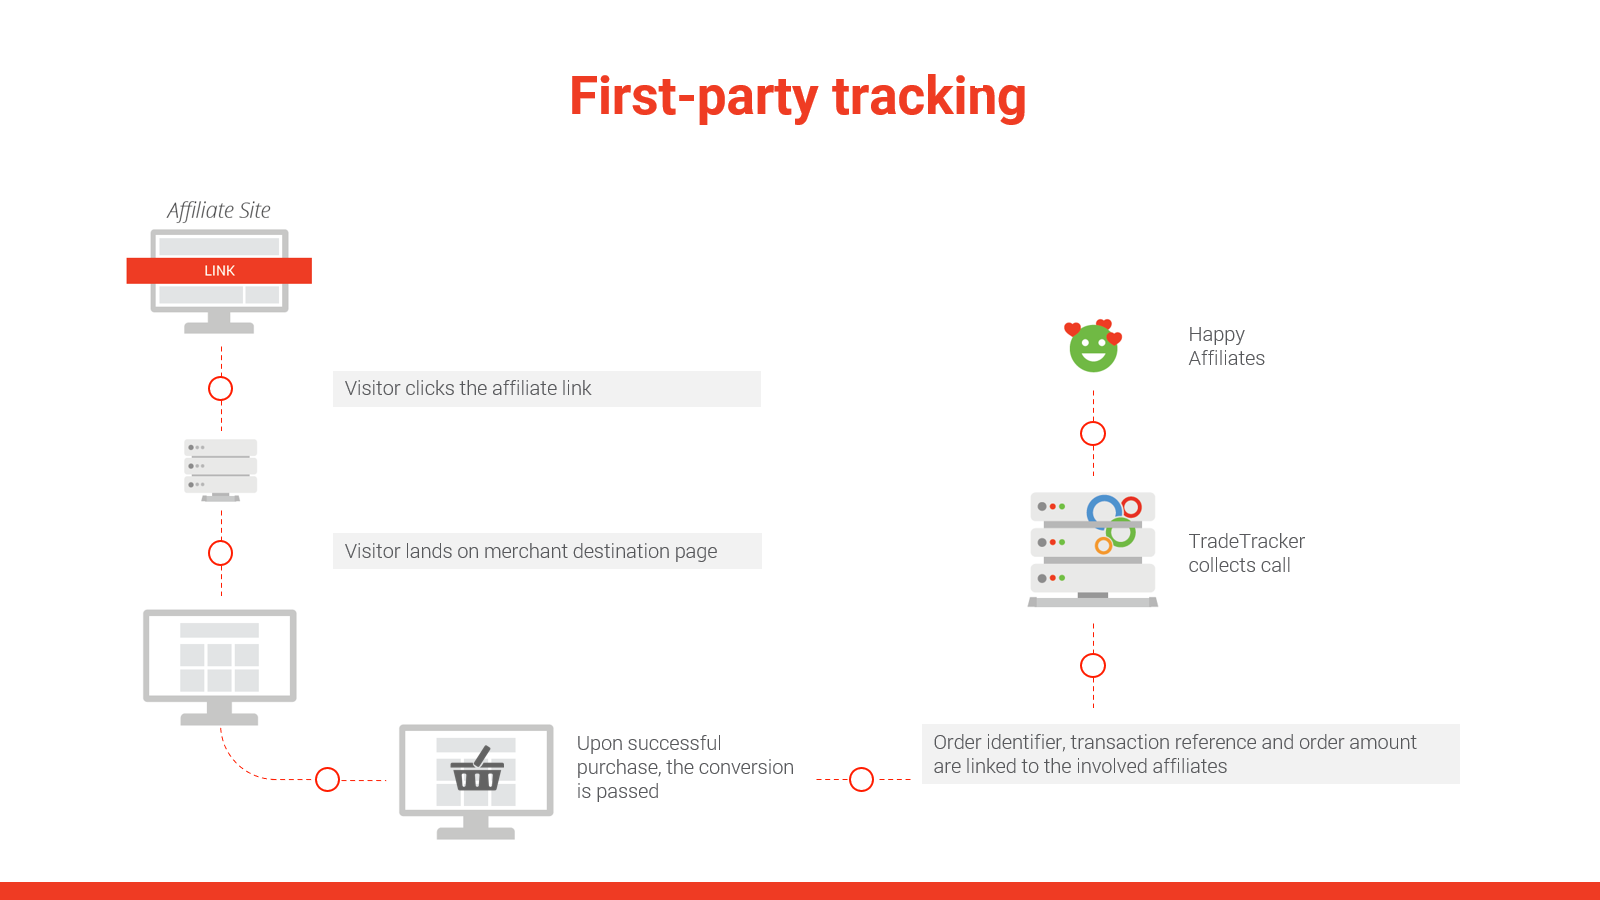 First-party tracking
Affiliate Site
LINK
Visitor clicks the affiliate link
Visitor lands on merchant destination page
Upon successful
purchase, the conversion
is passed
Order identifier, transaction reference and order amount
are linked to the involved affiliates
TradeTracker
collects call
Happy
Affiliates